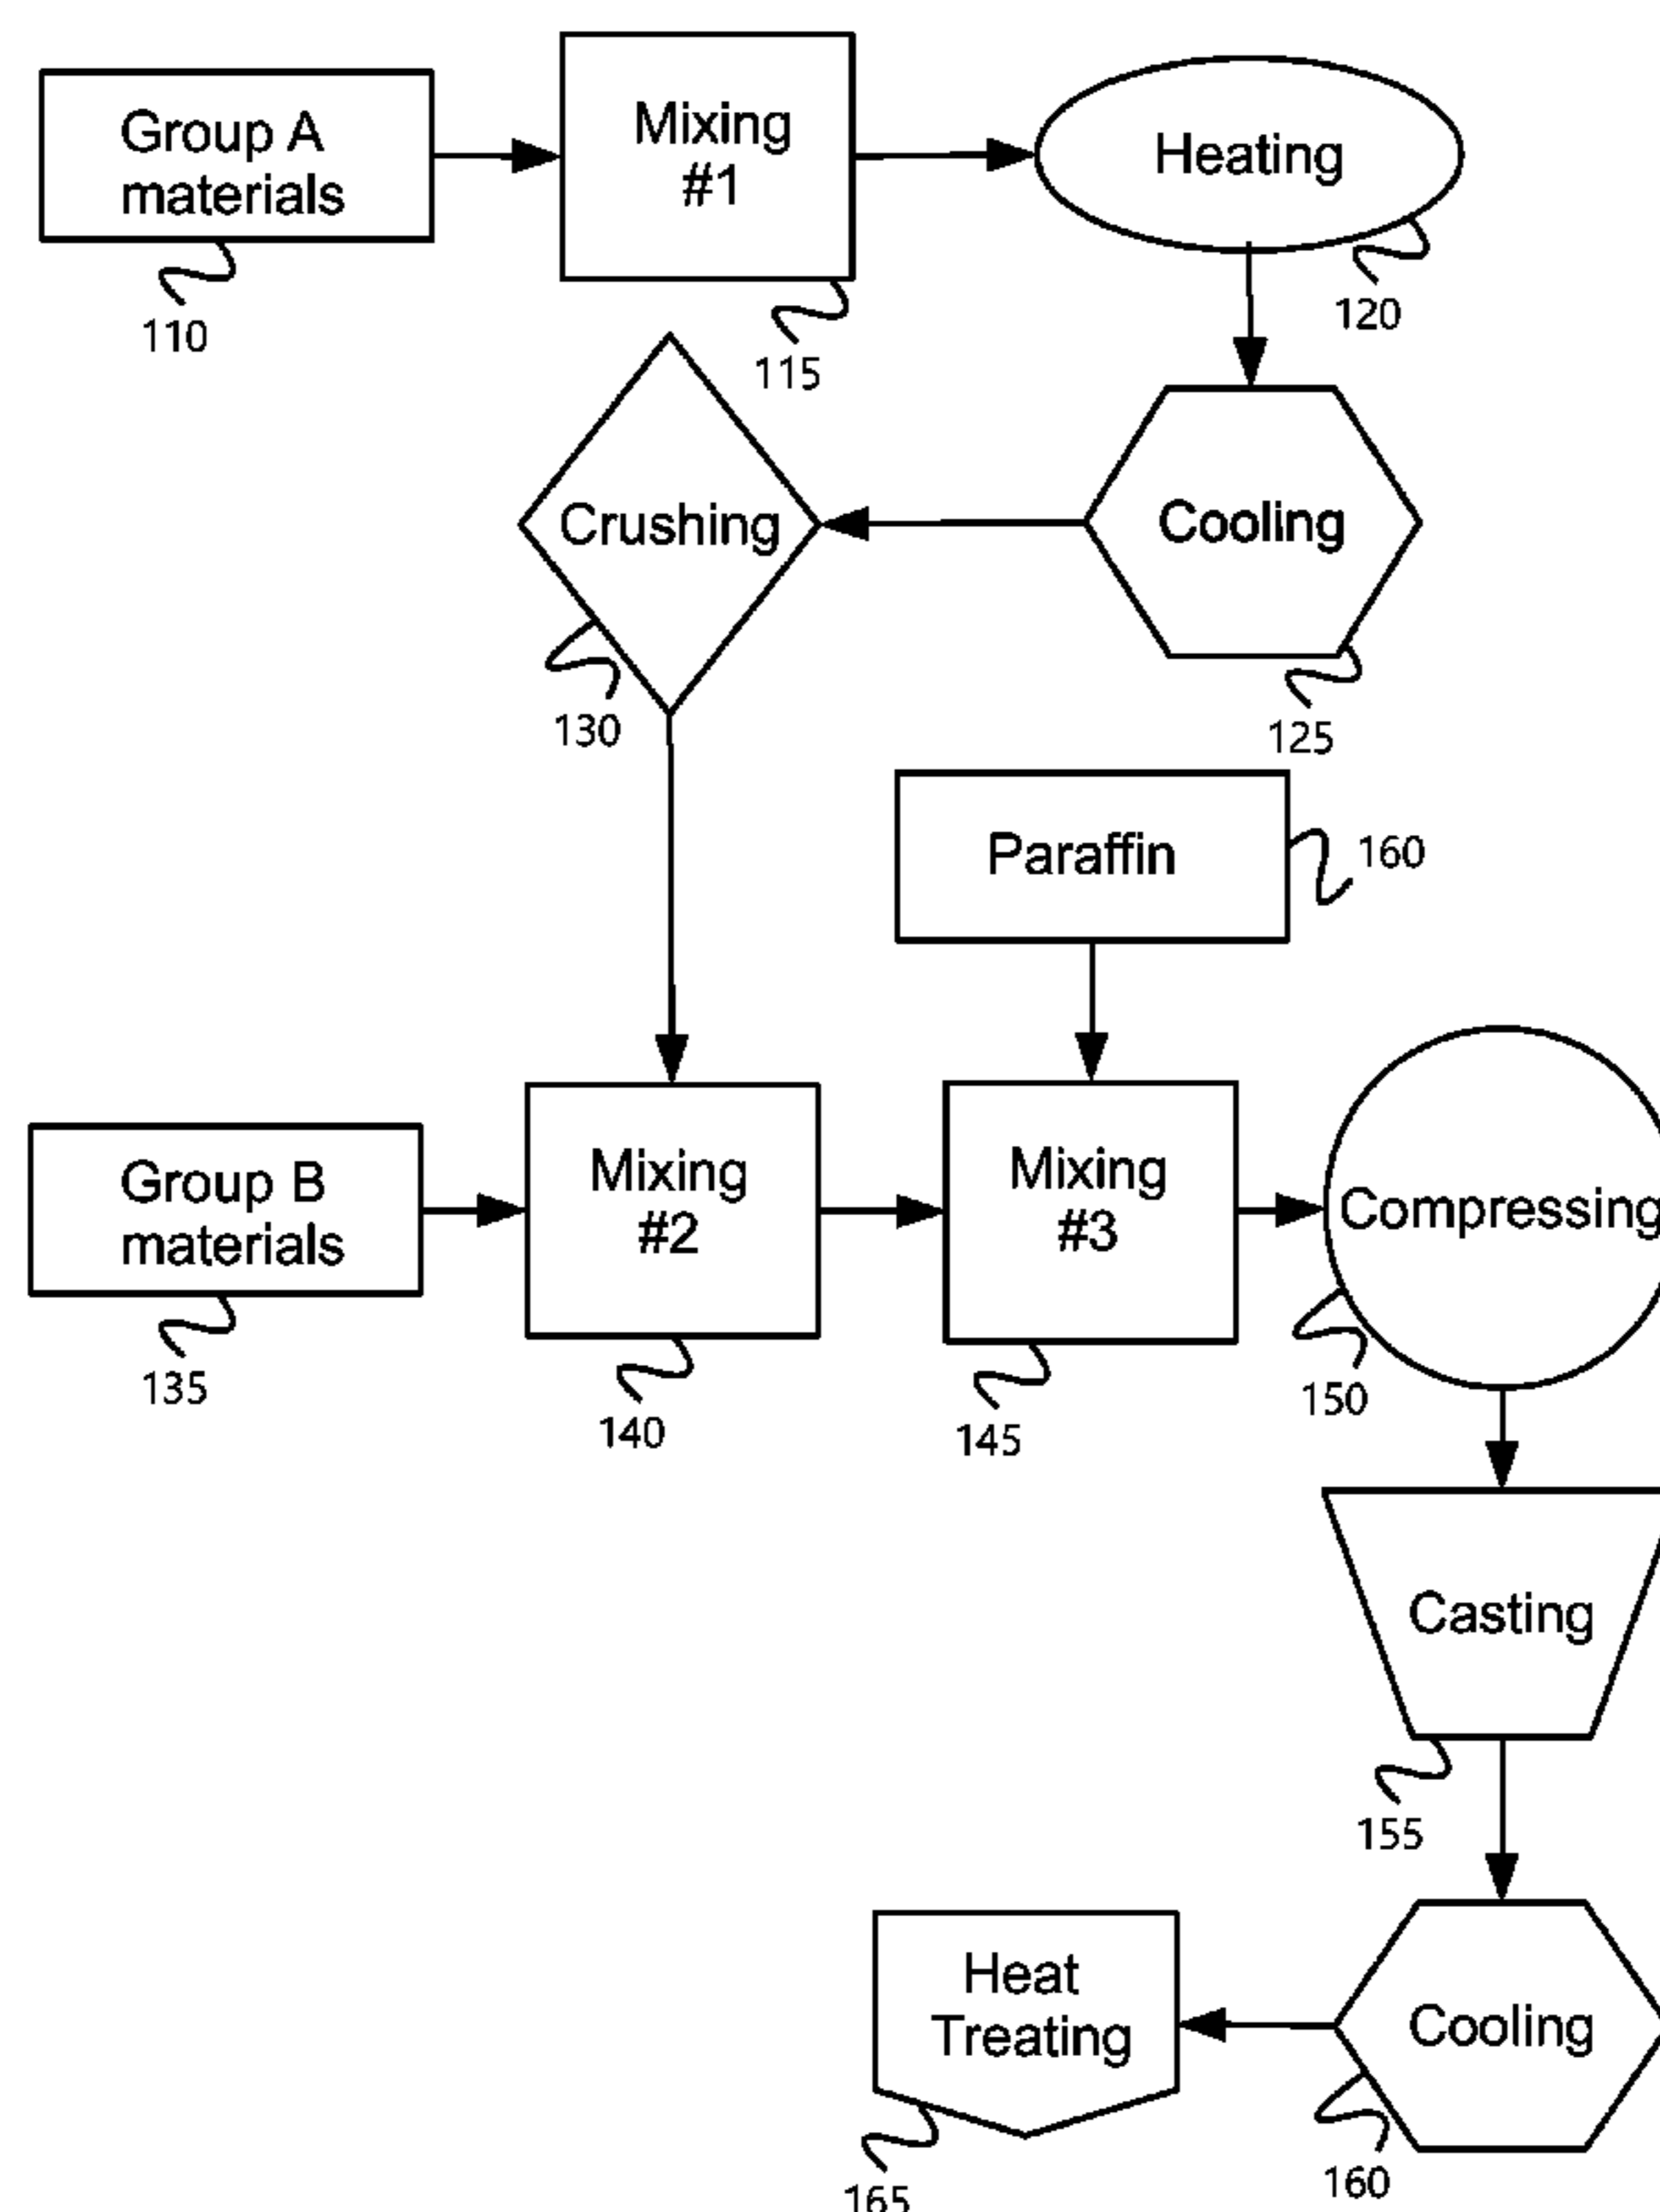 Group A
materials
110
Mixing
#1
115
Heating
120
Cooling
125
Crushing
130
Paraffin
160
Group B
materials
135
Mixing
#2
140
Mixing
#3
145
Compressing
150
Casting
155
Cooling
160
Heat
Treating
165